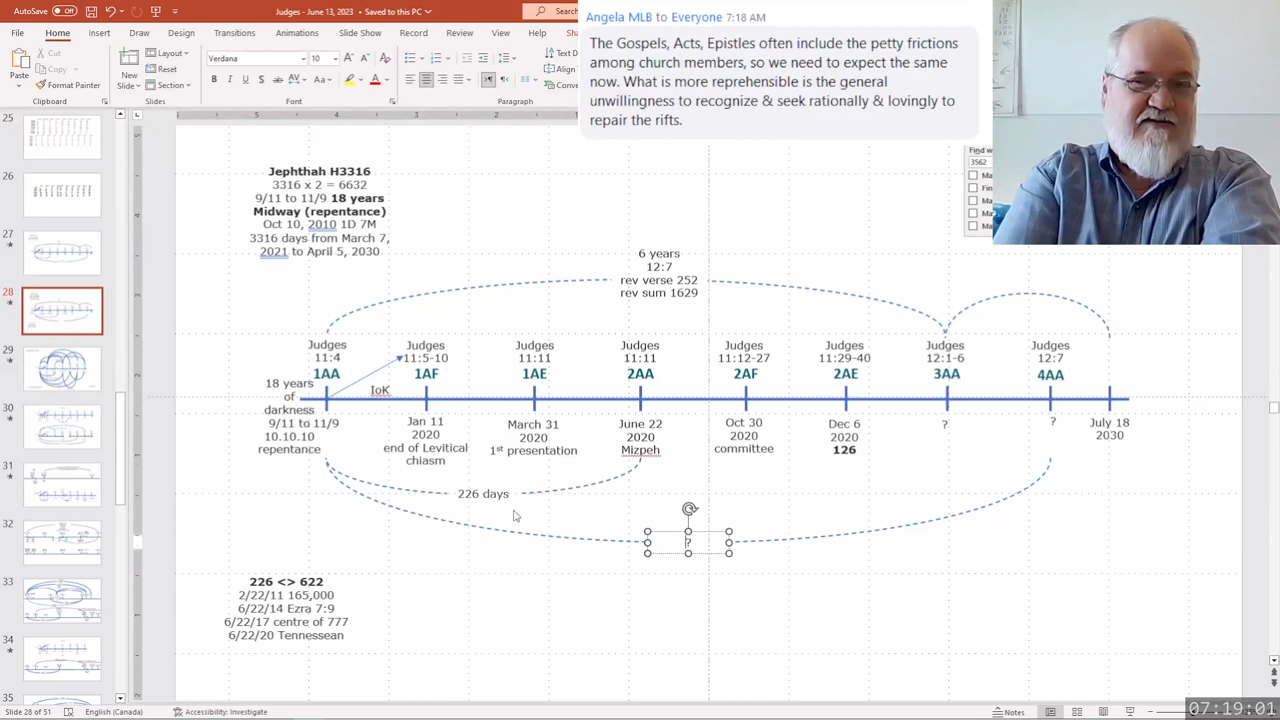 AutoSave Off
Judges - June 13, 2023 • Saved to this PC
Search
File Home Insert Draw Design Transitions Animations Slide Show Record Review View
Paste
Cut
Copy
Format Painter
Clipboard
New
Slide
Layout
Reset
Section
Slides
Verdana 10
Font
Paragraph
Text D
Align
Conve
Angela MLB to Everyone 7:18 AM
The Gospels, Acts, Epistles often include the petty frictions
among church members, so we need to expect the same
now. What is more reprehensible is the general
unwillingness to recognize & seek rationally & lovingly to
repair the rifts.
Find w
3562
Ma
Fin
Ma
Ma
Ma
25
26
27
28
29
30
31
32
33
34
35
Jephthah H3316
3316 x 2 = 6632
9/11 to 11/9 18 years
Midway (repentance)
Oct 10, 2010 1D 7M
3316 days from March 7,
2021 to April 5, 2030
6 years
12:7
rev verse 252
rev sum 1629
Judges
11:4
1AA
Judges
11:5-10
1AF
Judges
11:11
1AE
Judges
11:11
2AA
Judges
11:12-27
2AF
Judges
11:29-40
2AE
Judges
12:1-6
3AA
Judges
12:7
4AA
18 years
of
darkness
9/11 to 11/9
10.10.10
repentance
IoK
Jan 11
2020
end of Levitical
chiasm
March 31
2020
1st presentation
June 22
2020
Mizpeh
Oct 30
2020
committee
Dec 6
2020
126
?
?
July 18
2030
226 days
?
226 <> 622
2/22/11 165,000
6/22/14 Ezra 7:9
6/22/17 centre of 777
6/22/20 Tennessean
Slide 28 of 51 English (Canada) Accessibility: Investigate
Notes
07:19:01